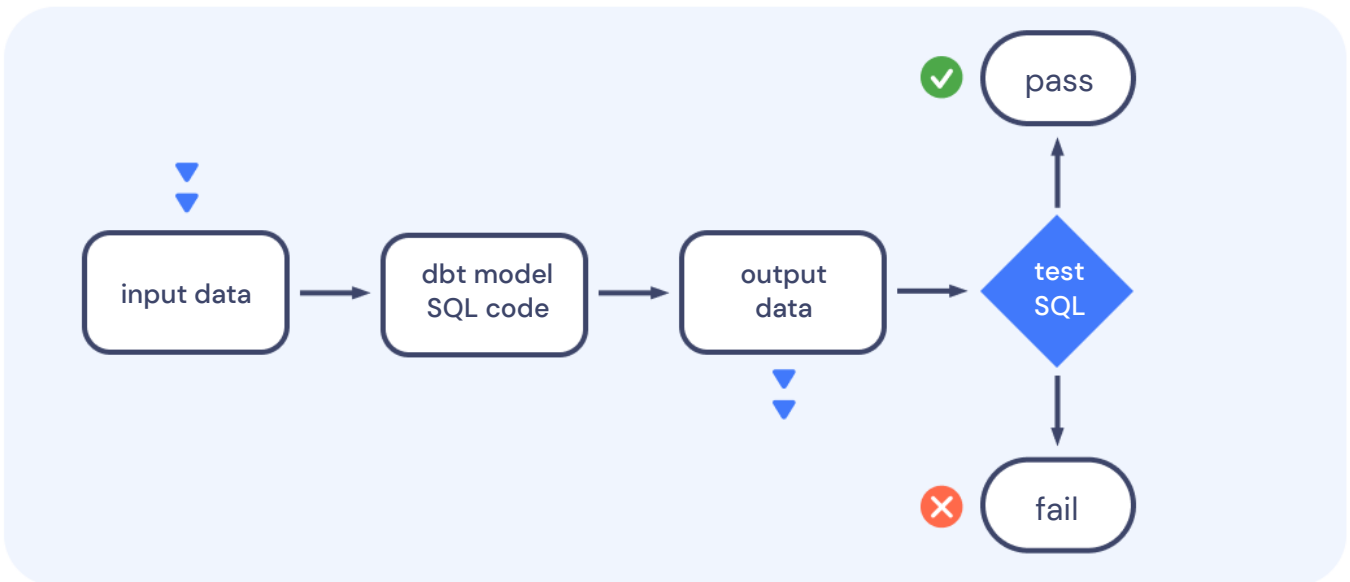 pass
input data
dbt model
SQL code
output
data
test
SQL
fail